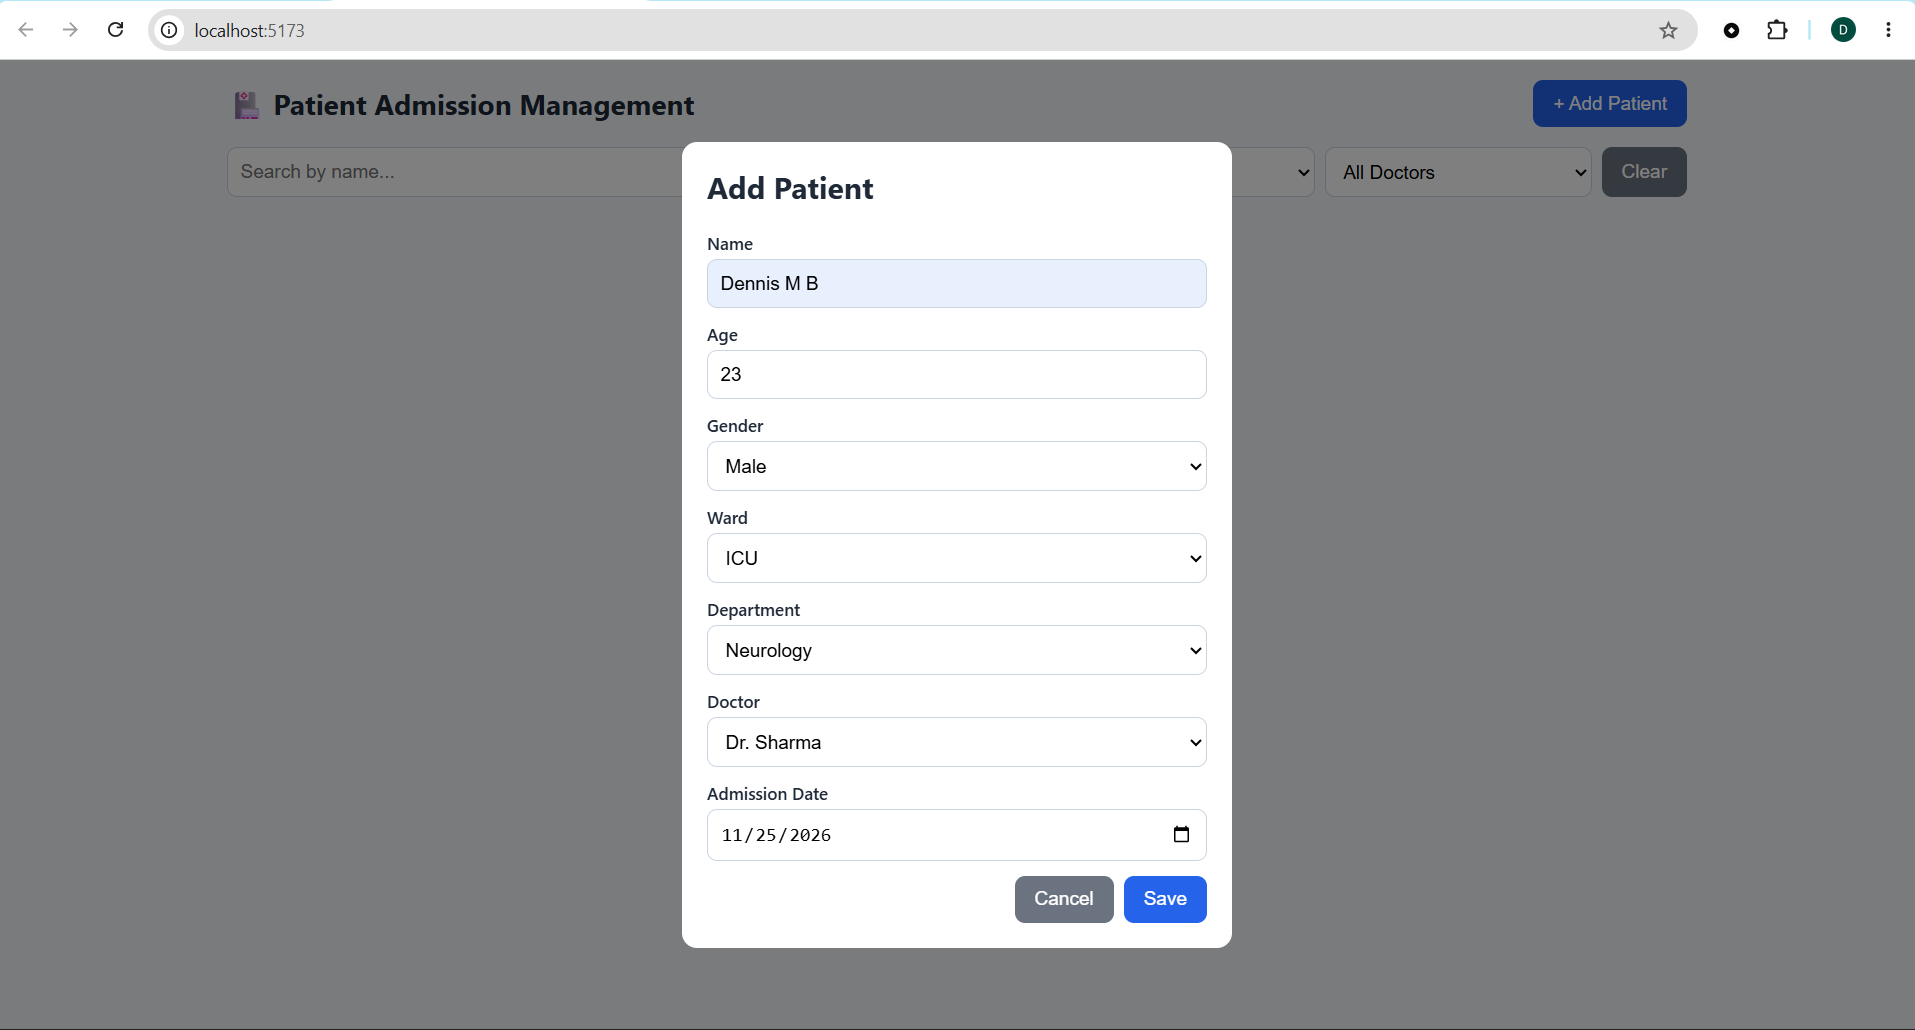 localhost:5173
D
Patient Admission Management
+ Add Patient
Search by name...
All Doctors
Clear
Add Patient
Name
Dennis M B
Age
23
Gender
Male
Ward
ICU
Department
Neurology
Doctor
Dr. Sharma
Admission Date
11/25/2026
Cancel
Save